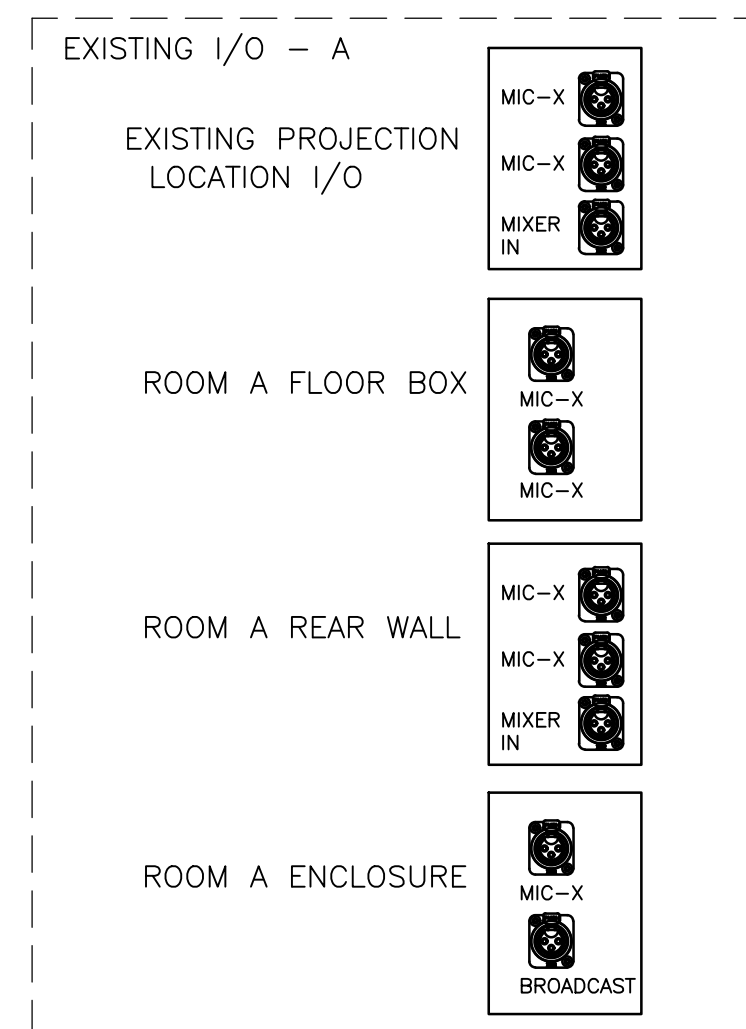 EXISTING I/O – A
EXISTING PROJECTION
LOCATION I/O
MIC–X
MIC–X
MIXER
IN
ROOM A FLOOR BOX
MIC–X
MIC–X
ROOM A REAR WALL
MIC–X
MIC–X
MIXER
IN
ROOM A ENCLOSURE
MIC–X
BROADCAST